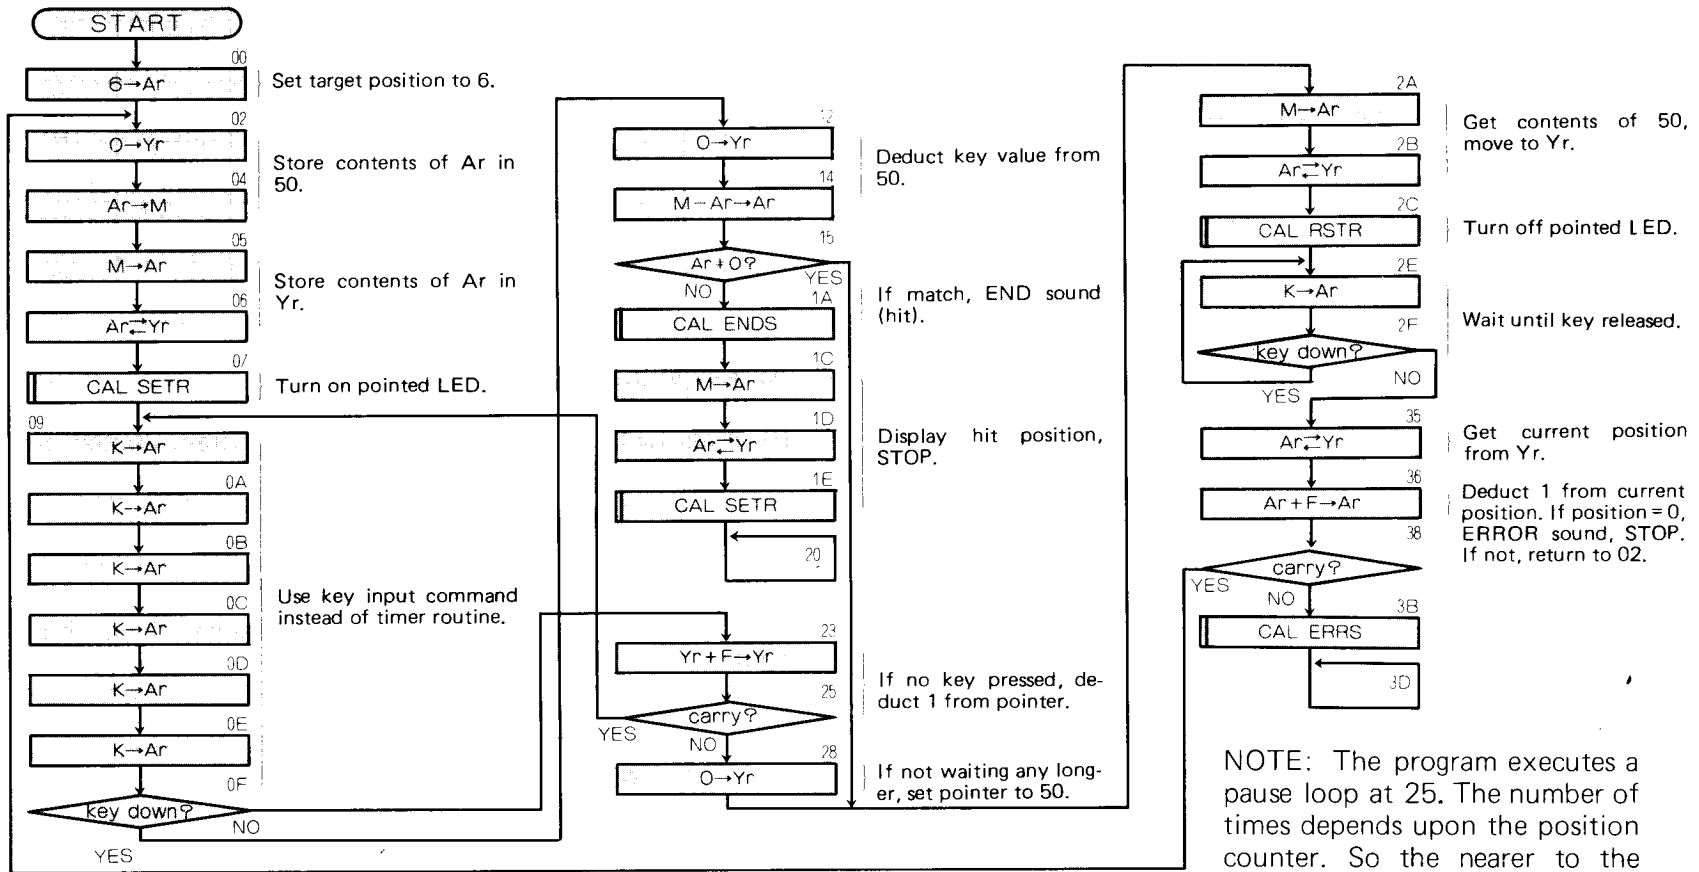 START
00
6→Ar
Set target position to 6.
02
O→Yr
Store contents of Ar in
50.
04
Ar→M
05
M→Ar
Store contents of Ar in
Yr.
06
Ar⇄Yr
07
CAL SETR
Turn on pointed LED.
09
K→Ar
0A
K→Ar
0B
K→Ar
0C
K→Ar
Use key input command
instead of timer routine.
0D
K→Ar
0E
K→Ar
0F
key down?
NO
YES
12
O→Yr
Deduct key value from
50.
14
M−Ar→Ar
15
Ar≠0?
YES
NO
If match, END sound
(hit).
1A
CAL ENDS
1C
M→Ar
1D
Ar⇄Yr
Display hit position,
STOP.
1E
CAL SETR
20
23
Yr+F→Yr
If no key pressed, de-
duct 1 from pointer.
25
carry?
YES
NO
28
O→Yr
If not waiting any long-
er, set pointer to 50.
2A
M→Ar
Get contents of 50,
move to Yr.
2B
Ar⇄Yr
2C
CAL RSTR
Turn off pointed LED.
2E
K→Ar
Wait until key released.
2F
key down?
NO
YES
35
Ar⇄Yr
Get current position
from Yr.
36
Ar+F→Ar
Deduct 1 from current
position. If position=0,
ERROR sound, STOP.
If not, return to 02.
38
carry?
YES
NO
3B
CAL ERRS
3D
NOTE: The program executes a
pause loop at 25. The number of
times depends upon the position
counter. So the nearer to the